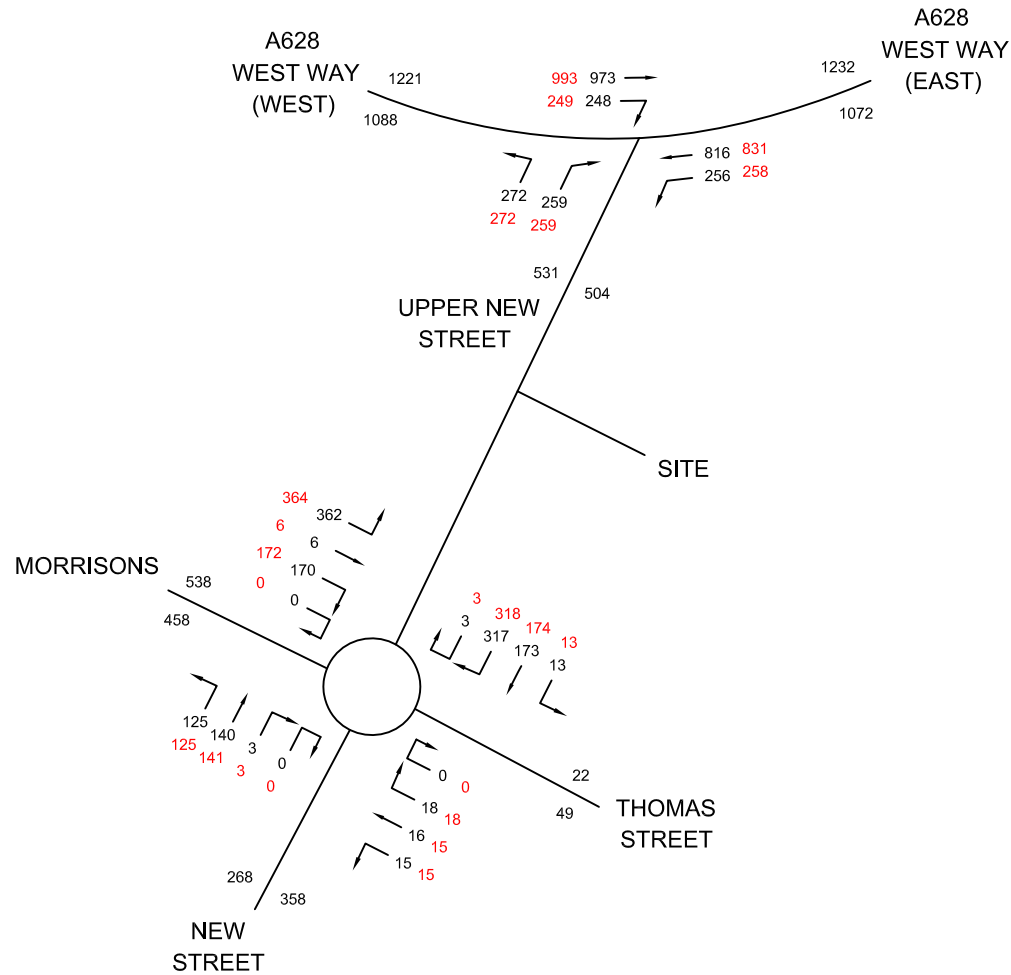 A628
WEST WAY
(EAST)
A628
WEST WAY
(WEST)
1221
1088
993 973
249 248
1232
1072
816 831
256 258
272 259
272 259
531
504
UPPER NEW
STREET
SITE
364
362
6
6
172
170
0
0
MORRISONS
538
458
3 318 174 13
3 317 173 13
125 140 3 0
125 141 3 0
0 0
18 18
16 15
15 15
22
49
THOMAS
STREET
268
358
NEW
STREET